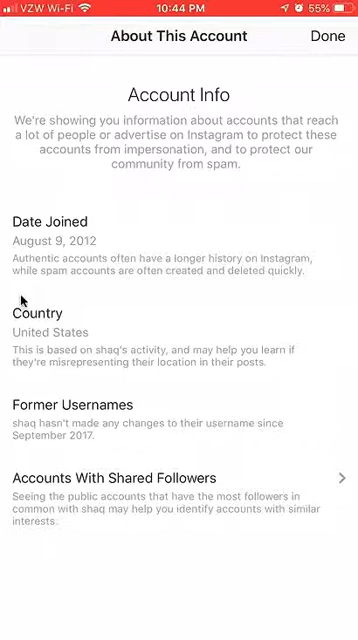 VZW Wi-Fi 10:44 PM 55%
About This Account Done
Account Info
We're showing you information about accounts that reach
a lot of people or advertise on Instagram to protect these
accounts from impersonation, and to protect our
community from spam.
Date Joined
August 9, 2012
Authentic accounts often have a longer history on Instagram,
while spam accounts are often created and deleted quickly.
Country
United States
This is based on shaq's activity, and may help you learn if
they're misrepresenting their location in their posts.
Former Usernames
shaq hasn't made any changes to their username since
September 2017.
Accounts With Shared Followers
Seeing the public accounts that have the most followers in
common with shaq may help you identify accounts with similar
interests.